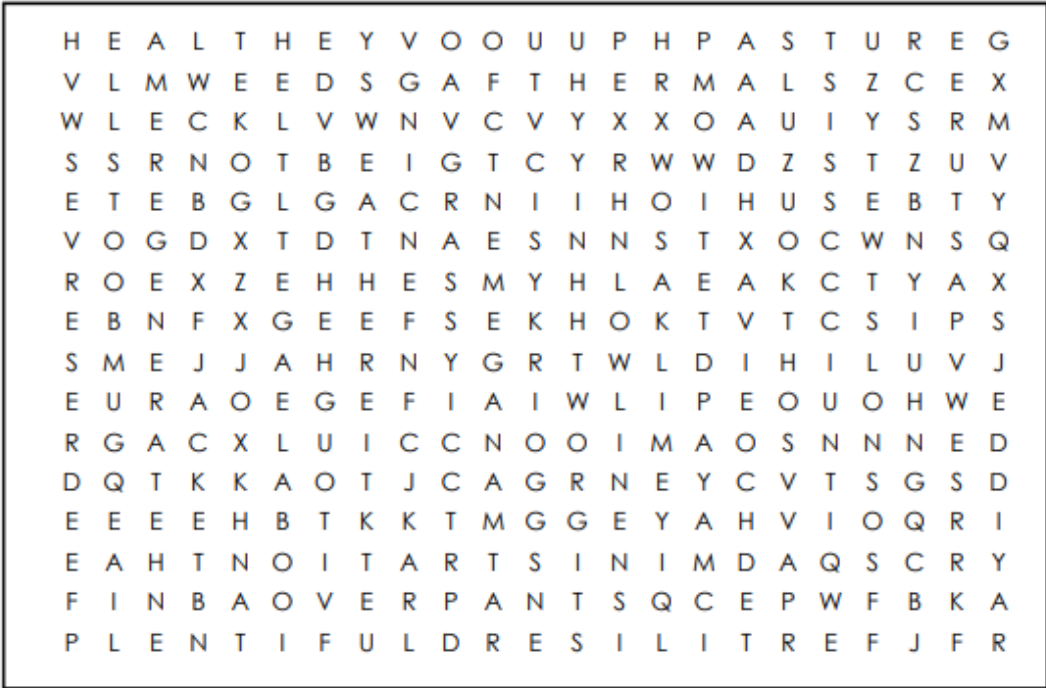 H E A L T H E Y V O O U U P H P A S T U R E G
V L M W E E D S G A F T H E R M A L S Z C E X
W L E C K L V W N V C V Y X X O A U I Y S R M
S S R N O T B E I G T C Y R W W D Z S T Z U V
E T E B G L G A C R N I I H O I H U S E B T Y
V O G D X T D T N A E S N N S T X O C W N S Q
R O E X Z E H H E S M Y H L A E A K C T Y A X
E B N F X G E E F S E K H O K T V T C S I P S
S M E J J A H R N Y G R T W L D I H I L U V J
E U R A O E G E F I A I W L I P E O U O H W E
R G A C X L U I C C N O O I M A O S N N N E D
D Q T K K A O T J C A G R N E Y C V T S G S D
E E E E H B T K K T M G G E Y A H V I O Q R I
E A H T N O I T A R T S I N I M D A Q S C R Y
F I N B A O V E R P A N T S Q C E P W F B K A
P L E N T I F U L D R E S I L I T R E F J F R